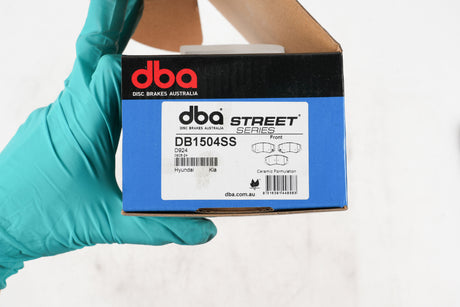 dba
DISC BRAKES AUSTRALIA
dba STREET
DISC BRAKES AUSTRALIA SERIES
DB1504SS Front
D924
Hyundai Kia
Ceramic Formulation
dba.com.au